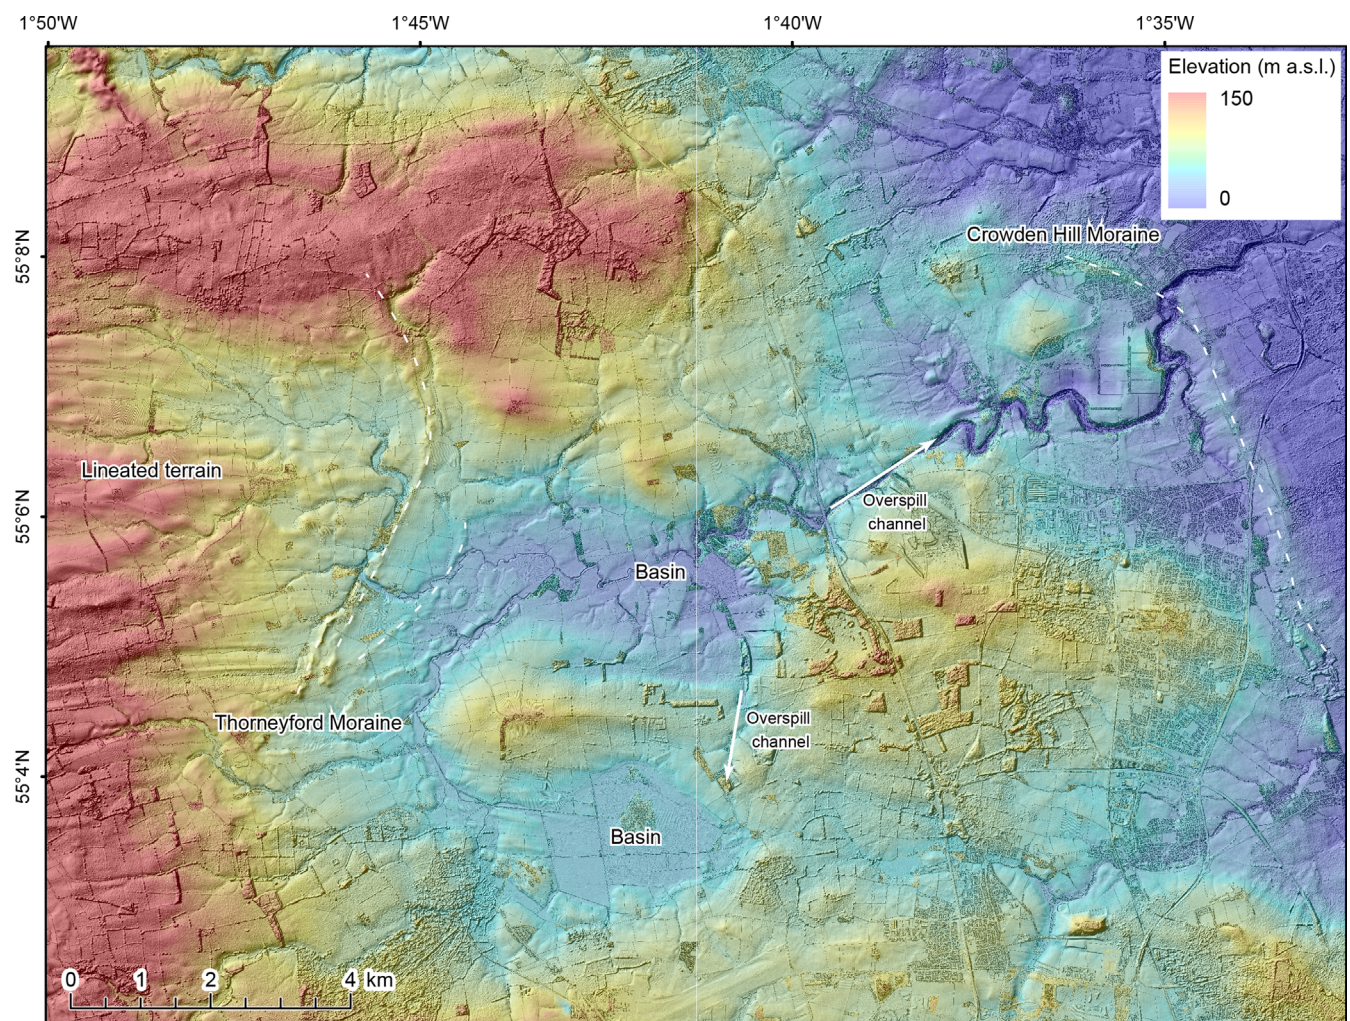 1°50'W
1°45'W
1°40'W
1°35'W
Elevation (m a.s.l.)
150
0
55°8'N
Crowden Hill Moraine
Lineated terrain
Overspill
channel
55°6'N
Basin
Thorneyford Moraine
Overspill
channel
55°4'N
Basin
0 1 2 4 km